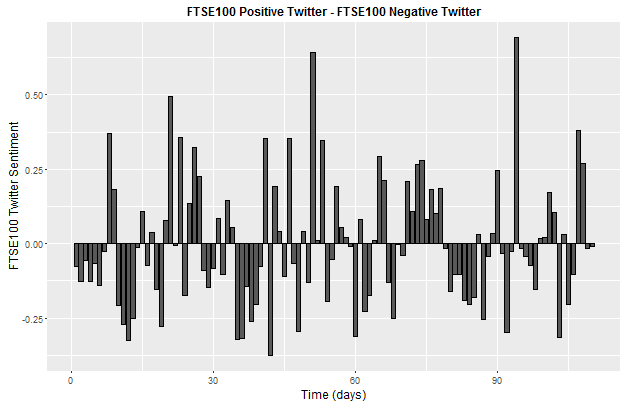 FTSE100 Positive Twitter - FTSE100 Negative Twitter
FTSE100 Twitter Sentiment
0.50
0.25
0.00
-0.25
0 30 60 90
Time (days)